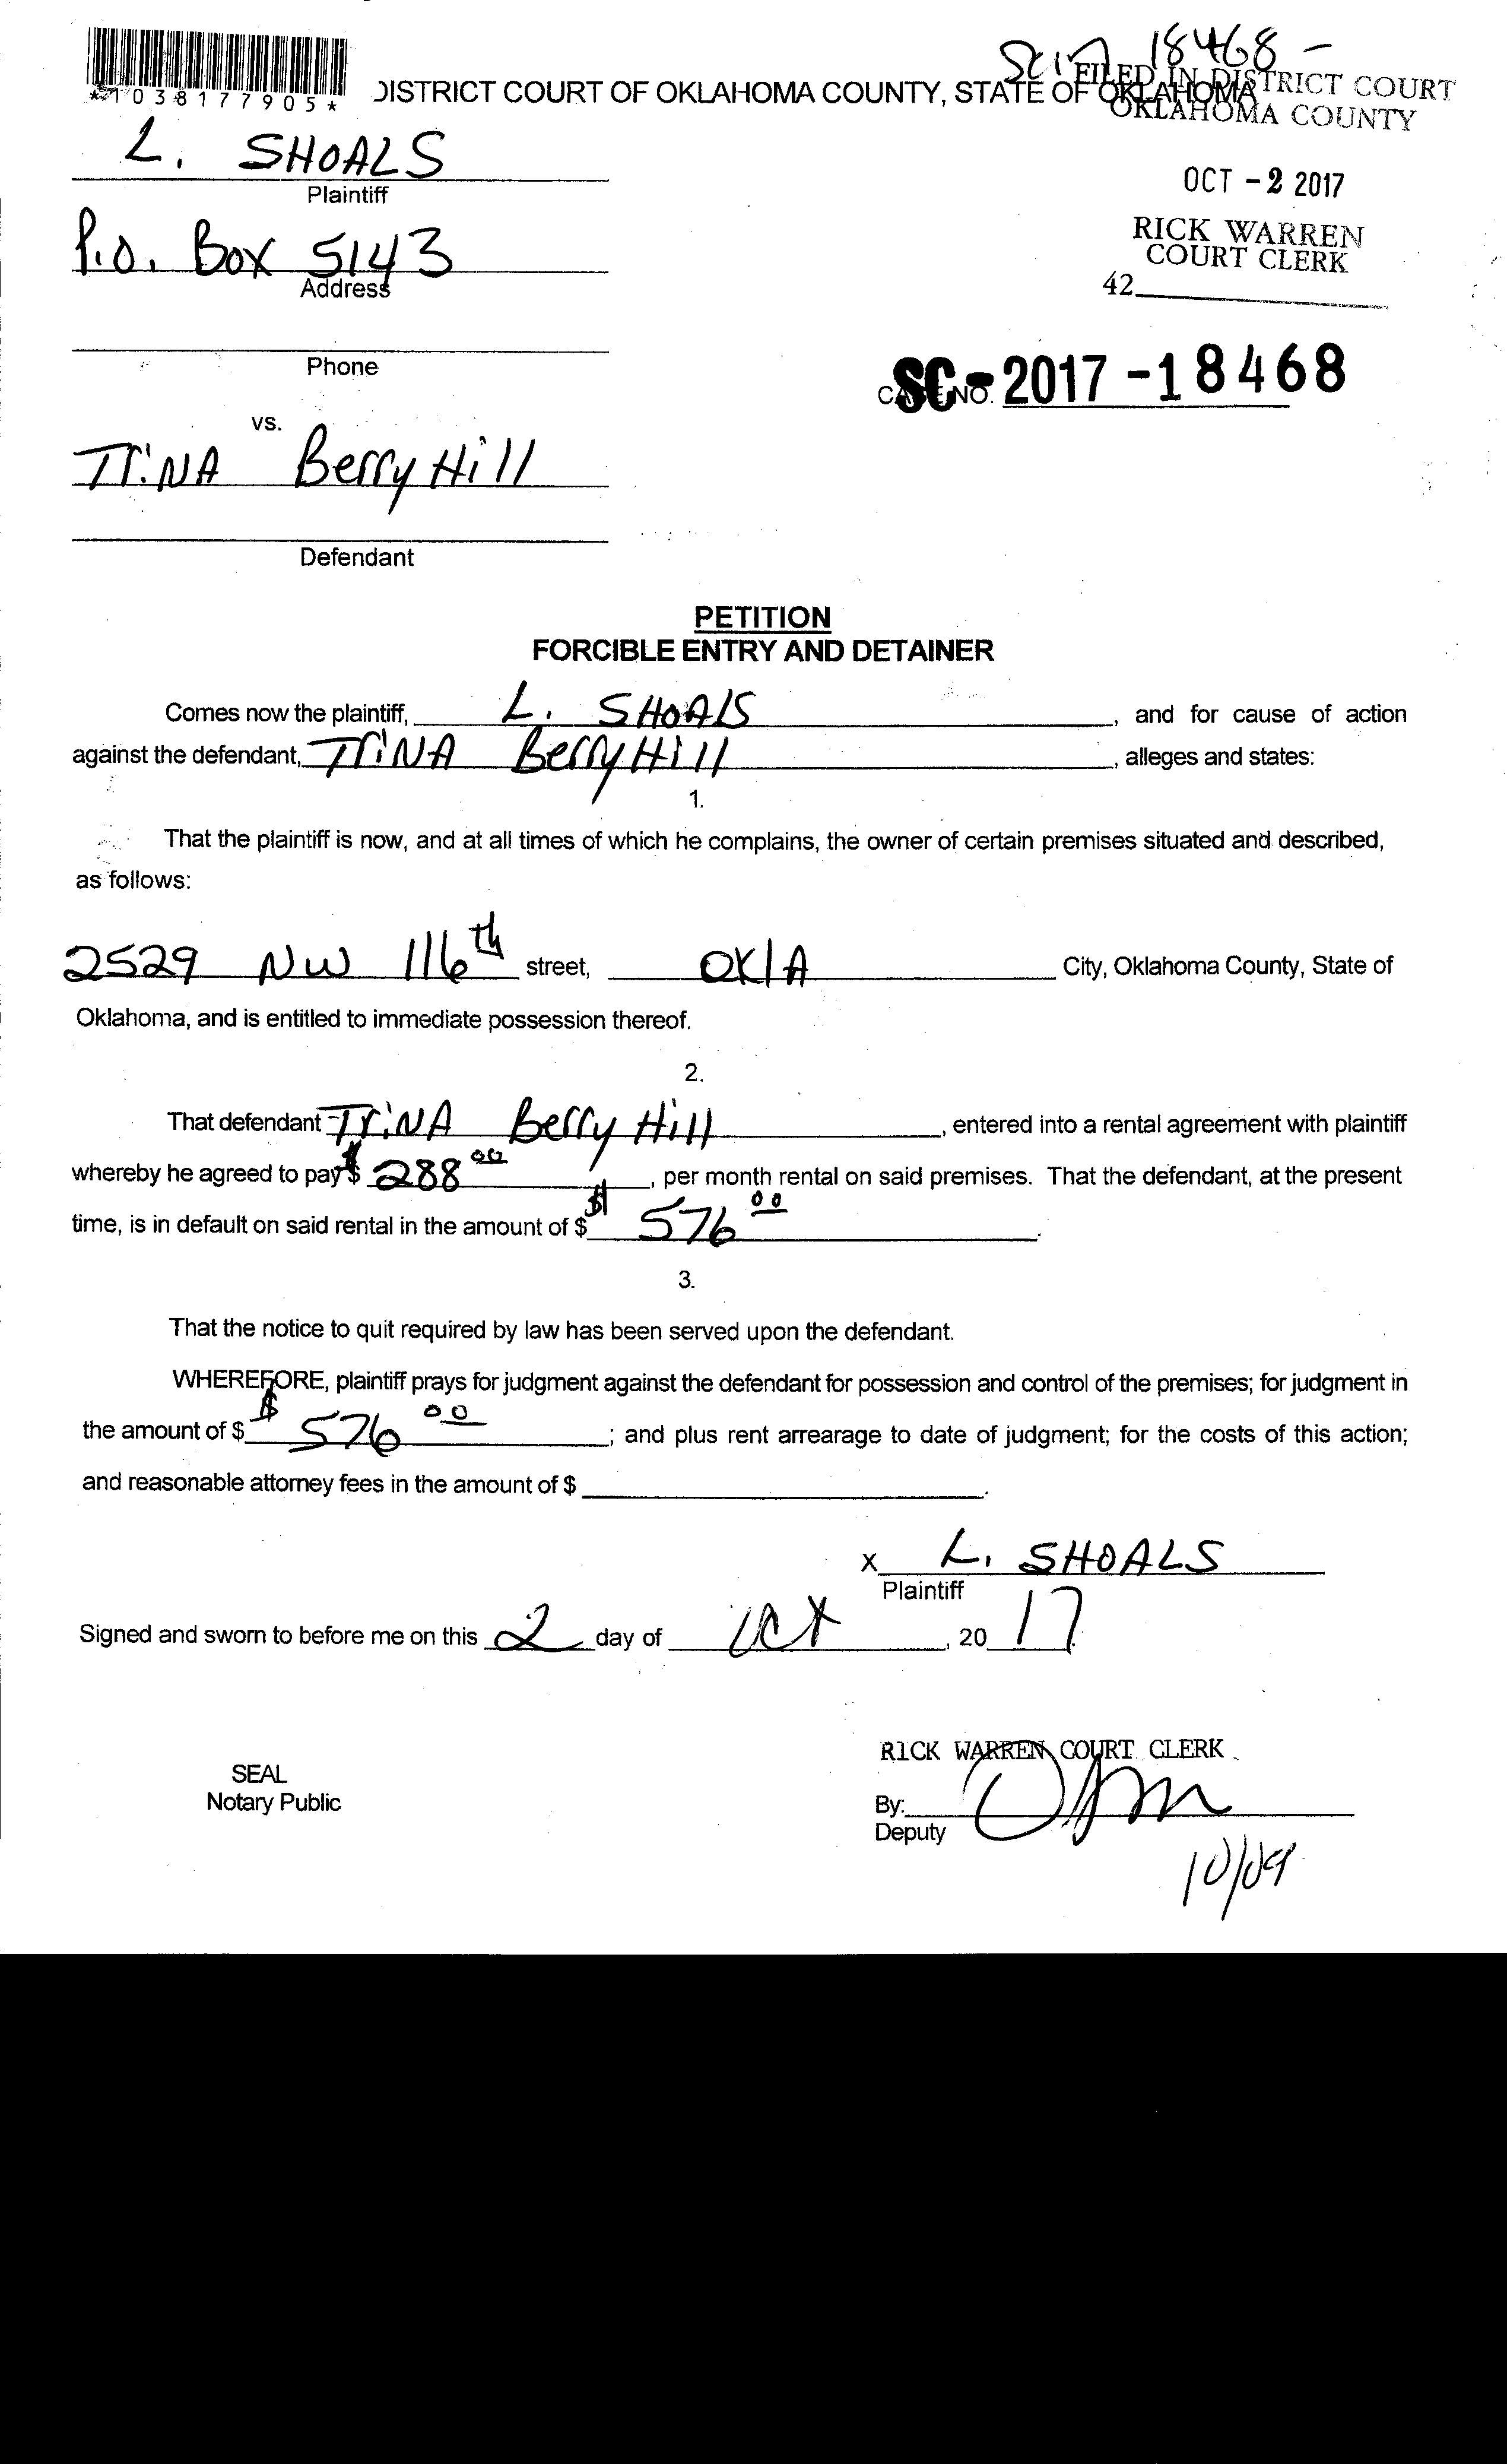 18468 -
*1038177905*
DISTRICT COURT OF OKLAHOMA COUNTY, STATE OF OKLAHOMA
FILED IN DISTRICT COURT
OKLAHOMA COUNTY
L. SHOALS
Plaintiff
OCT - 2 2017
P.O. BOX 5143
Address
RICK WARREN
COURT CLERK
42
Phone
CASE NO. SC - 2017 - 18468
vs.
TriNA Berry Hill
Defendant
PETITION
FORCIBLE ENTRY AND DETAINER
Comes now the plaintiff, L. SHOALS, and for cause of action
against the defendant, TriNA Berry Hill, alleges and states:
1.
That the plaintiff is now, and at all times of which he complains, the owner of certain premises situated and described,
as follows:
2529 NW 116th street, OKLA City, Oklahoma County, State of
Oklahoma, and is entitled to immediate possession thereof.
2.
That defendant TriNA Berry Hill, entered into a rental agreement with plaintiff
whereby he agreed to pay $ $288 00, per month rental on said premises. That the defendant, at the present
time, is in default on said rental in the amount of $ $ 576 00.
3.
That the notice to quit required by law has been served upon the defendant.
WHEREFORE, plaintiff prays for judgment against the defendant for possession and control of the premises; for judgment in
the amount of $ $ 576 00; and plus rent arrearage to date of judgment; for the costs of this action;
and reasonable attorney fees in the amount of $
X L. SHOALS
Plaintiff
Signed and sworn to before me on this 2 day of Oct, 20 17
RICK WARREN COURT CLERK
SEAL
Notary Public
By:
Deputy
10/09